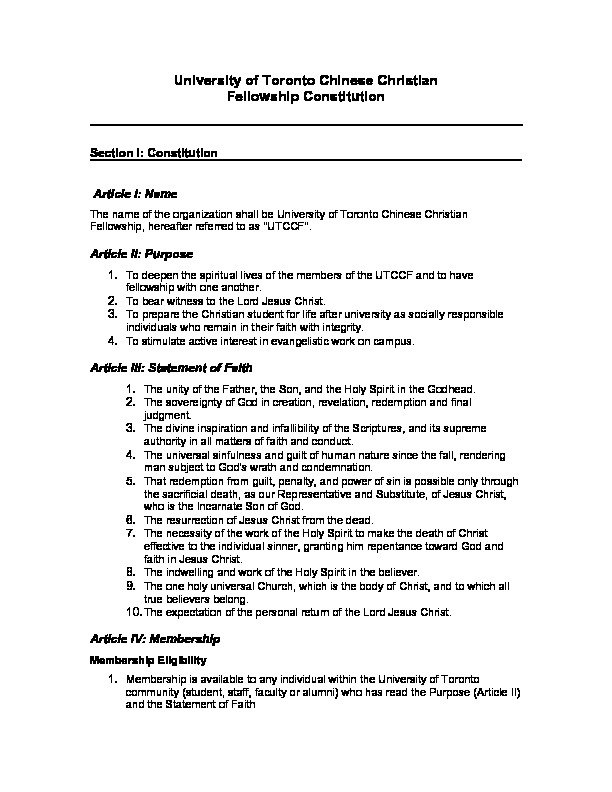 University of Toronto Chinese Christian
Fellowship Constitution
Section I: Constitution
Article I: Name
The name of the organization shall be University of Toronto Chinese Christian
Fellowship, hereafter referred to as "UTCCF".
Article II: Purpose
1. To deepen the spiritual lives of the members of the UTCCF and to have
fellowship with one another.
2. To bear witness to the Lord Jesus Christ.
3. To prepare the Christian student for life after university as socially responsible
individuals who remain in their faith with integrity.
4. To stimulate active interest in evangelistic work on campus.
Article III: Statement of Faith
1. The unity of the Father, the Son, and the Holy Spirit in the Godhead.
2. The sovereignty of God in creation, revelation, redemption and final
judgment.
3. The divine inspiration and infallibility of the Scriptures, and its supreme
authority in all matters of faith and conduct.
4. The universal sinfulness and guilt of human nature since the fall, rendering
man subject to God's wrath and condemnation.
5. That redemption from guilt, penalty, and power of sin is possible only through
the sacrificial death, as our Representative and Substitute, of Jesus Christ,
who is the Incarnate Son of God.
6. The resurrection of Jesus Christ from the dead.
7. The necessity of the work of the Holy Spirit to make the death of Christ
effective to the individual sinner, granting him repentance toward God and
faith in Jesus Christ.
8. The indwelling and work of the Holy Spirit in the believer.
9. The one holy universal Church, which is the body of Christ, and to which all
true believers belong.
10. The expectation of the personal return of the Lord Jesus Christ.
Article IV: Membership
Membership Eligibility
1. Membership is available to any individual within the University of Toronto
community (student, staff, faculty or alumni) who has read the Purpose (Article II)
and the Statement of Faith